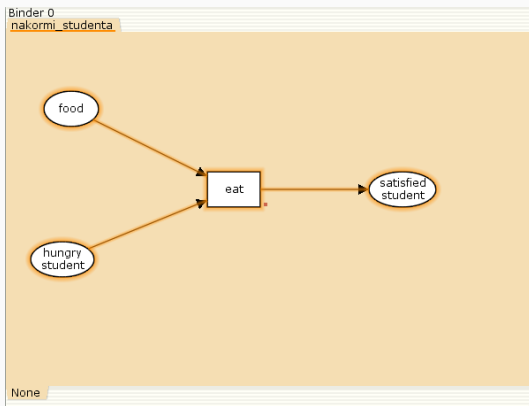 Binder 0
nakormi_studenta
food
eat
satisfied
student
hungry
student
None